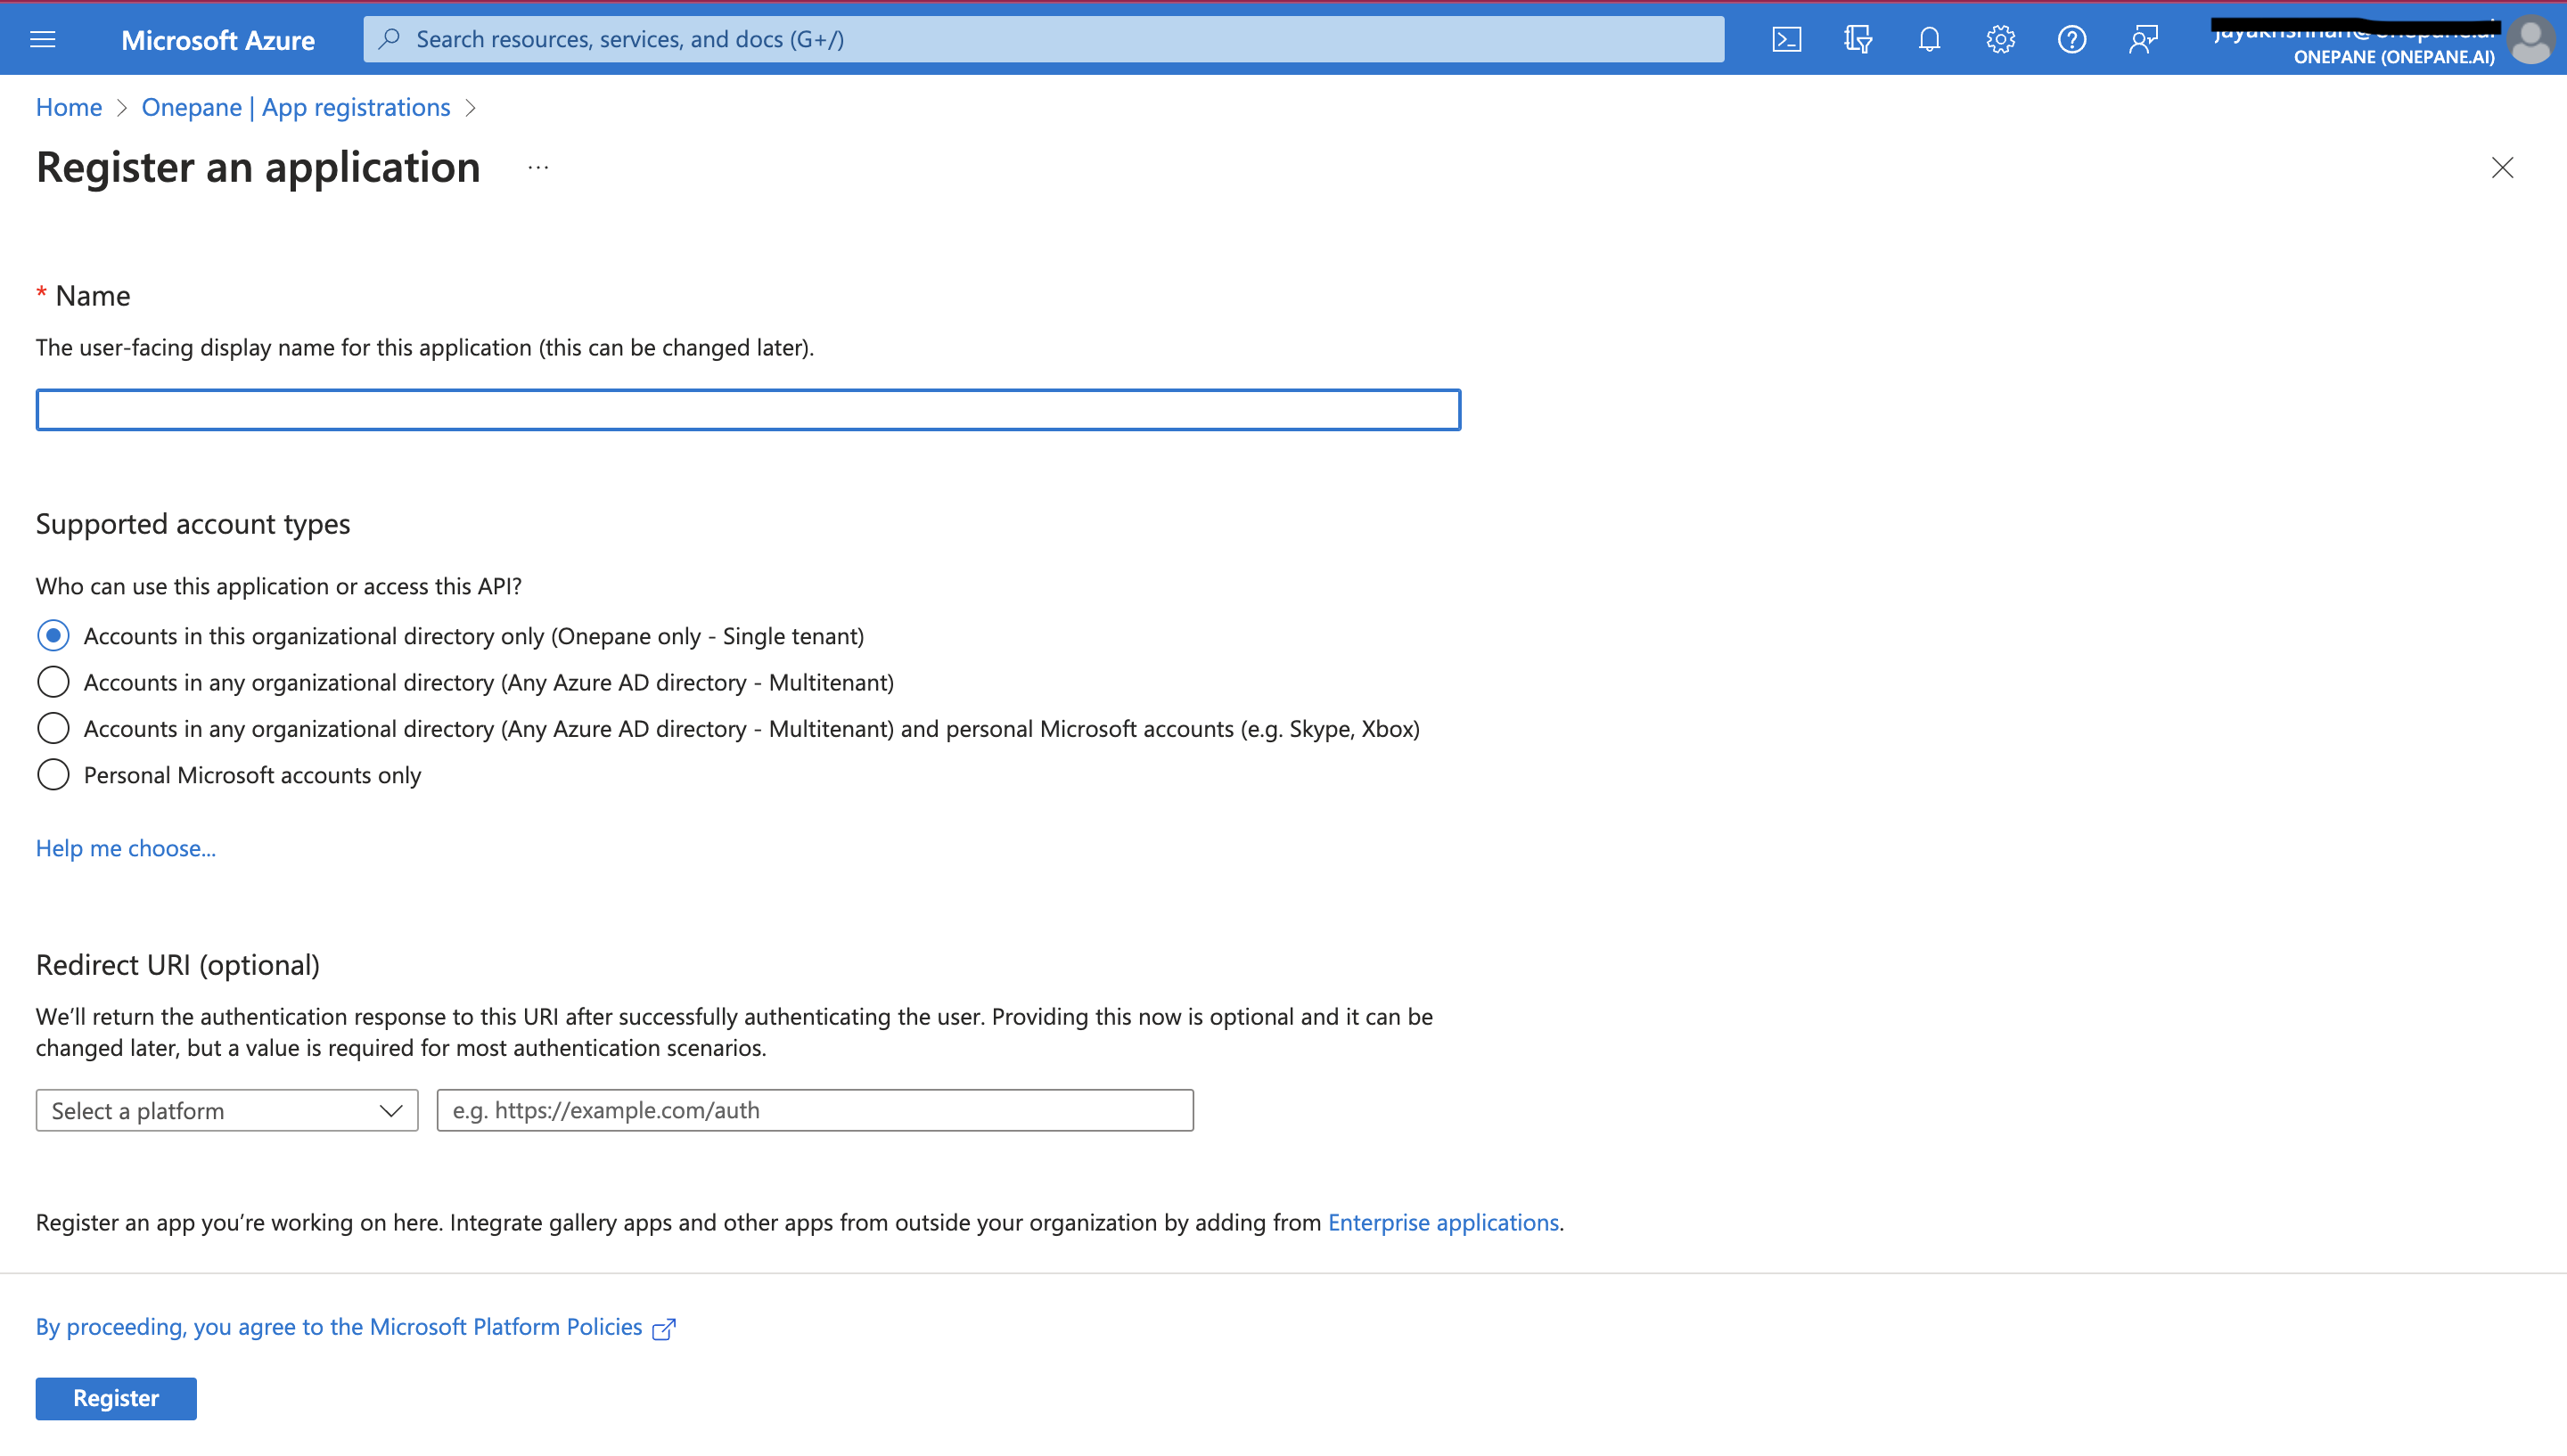 Microsoft Azure
Search resources, services, and docs (G+/)
ONEPANE (ONEPANE.AI)
Home > Onepane | App registrations >
Register an application ...
* Name
The user-facing display name for this application (this can be changed later).
Supported account types
Who can use this application or access this API?
Accounts in this organizational directory only (Onepane only - Single tenant)
Accounts in any organizational directory (Any Azure AD directory - Multitenant)
Accounts in any organizational directory (Any Azure AD directory - Multitenant) and personal Microsoft accounts (e.g. Skype, Xbox)
Personal Microsoft accounts only
Help me choose...
Redirect URI (optional)
We’ll return the authentication response to this URI after successfully authenticating the user. Providing this now is optional and it can be
changed later, but a value is required for most authentication scenarios.
Select a platform
e.g. https://example.com/auth
Register an app you’re working on here. Integrate gallery apps and other apps from outside your organization by adding from Enterprise applications.
By proceeding, you agree to the Microsoft Platform Policies
Register